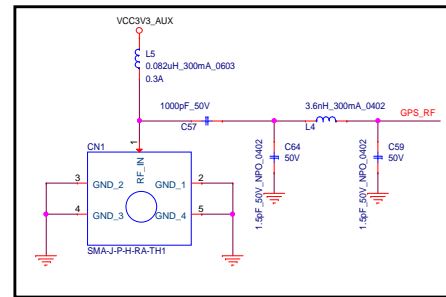 VCC3V3_AUX
L5
0.082uH_300mA_0603
0.3A
1000pF_50V
C57
3.6nH_300mA_0402
L4
GPS_RF
CN1
1
RF_IN
C64
50V
1.5pF_50V_NPO_0402
C59
50V
1.5pF_50V_NPO_0402
3
GND_2
GND_1
2
4
GND_3
GND_4
5
SMA-J-P-H-RA-TH1